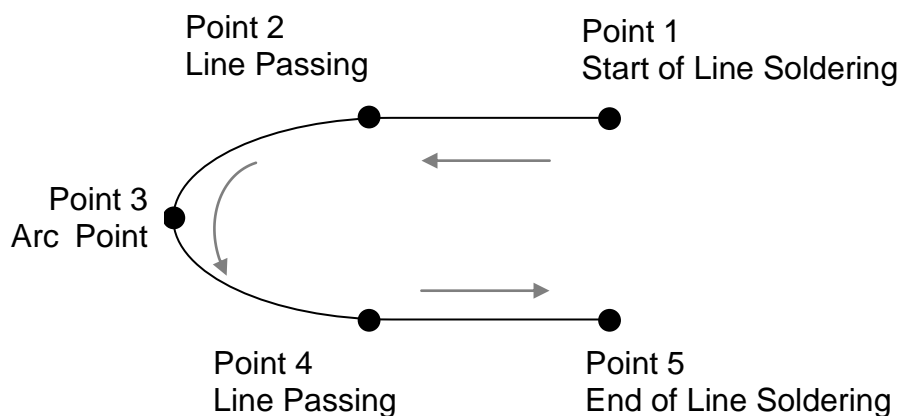 Point 2
Line Passing
Point 1
Start of Line Soldering
Point 3
Arc Point
Point 4
Line Passing
Point 5
End of Line Soldering